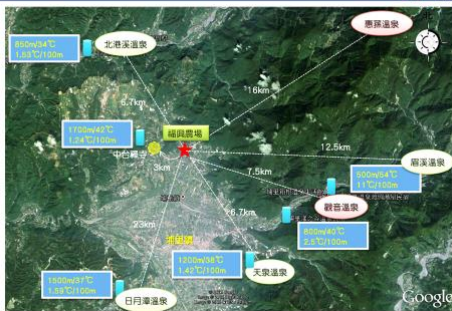 惠蓀溫泉
北港溪溫泉
850m/34℃
1.53℃/100m
6.7km
16km
1700m/42℃
1.24℃/100m
福興農場
中台禪寺
3km
12.5km
眉溪溫泉
7.5km
500m/54℃
11℃/100m
觀音溫泉
6.7km
800m/40℃
2.5℃/100m
23km
埔里鎮
1200m/38℃
1.42℃/100m
天泉溫泉
1500m/37℃
1.59℃/100m
日月潭溫泉
Google